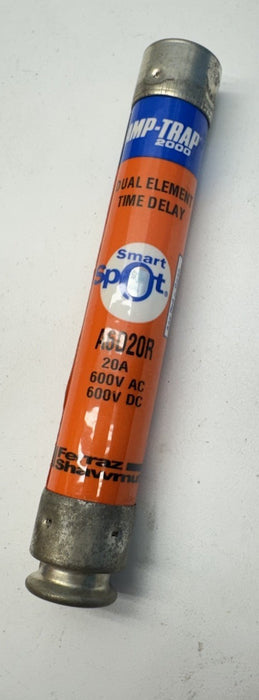 AMP-TRAP
2000
DUAL ELEMENT
TIME DELAY
Smart
Spot.
A6D20R
20A
600V AC
600V DC
Ferraz
Shawmut